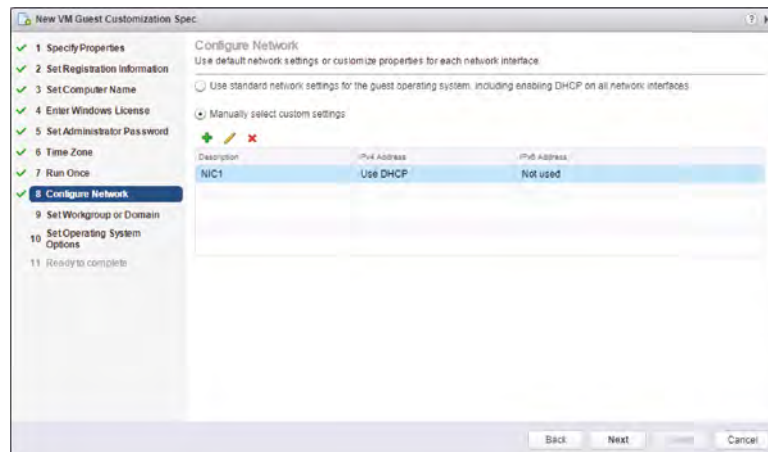 New VM Guest Customization Spec
?
1 Specify Properties
2 Set Registration Information
3 Set Computer Name
4 Enter Windows License
5 Set Administrator Password
6 Time Zone
7 Run Once
8 Configure Network
9 Set Workgroup or Domain
10 Set Operating System Options
11 Ready to complete
Configure Network
Use default network settings or customize properties for each network interface
Use standard network settings for the guest operating system, including enabling DHCP on all network interfaces
Manually select custom settings
Description IPv4 Address IPv6 Address
NIC1 Use DHCP Not used
Back Next Cancel